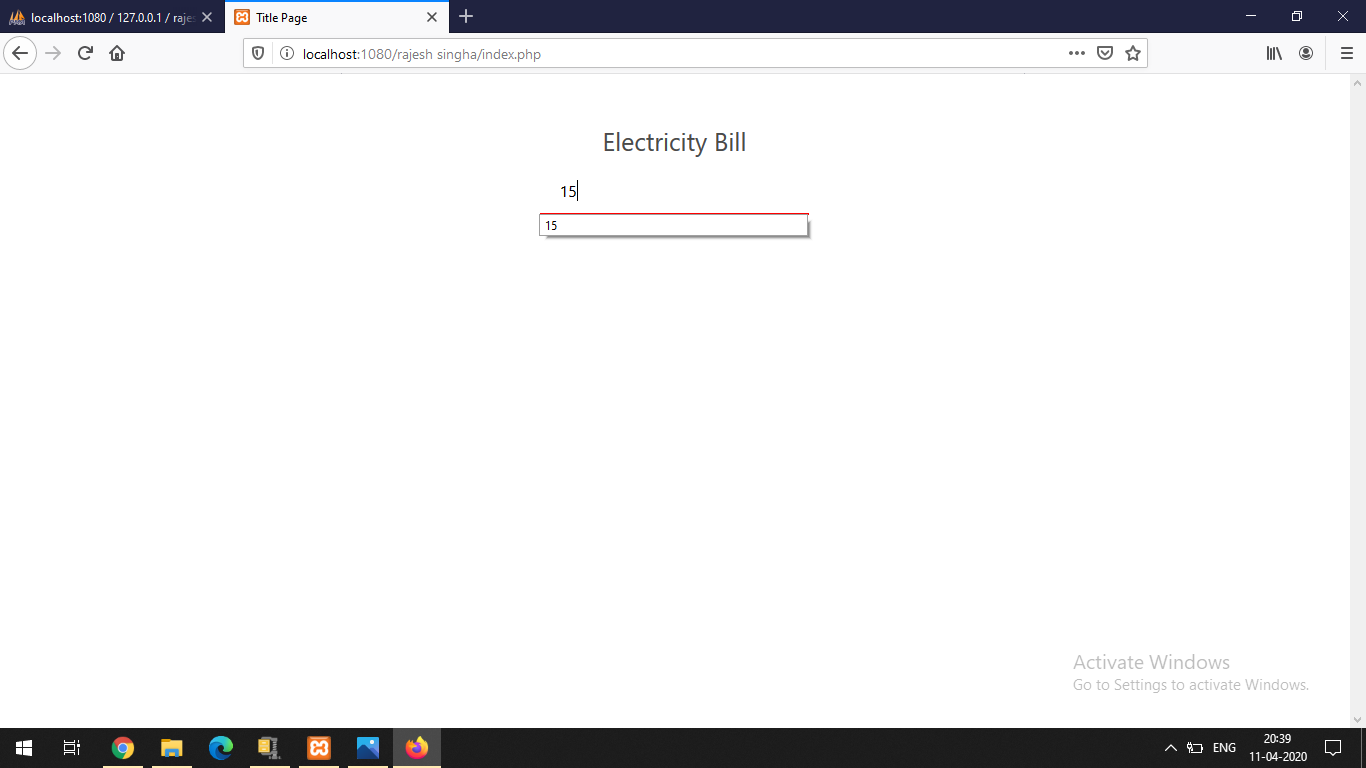 localhost:1080 / 127.0.0.1 / raje
Title Page
localhost:1080/rajesh singha/index.php
Electricity Bill
15
15
Activate Windows
Go to Settings to activate Windows.
ENG
20:39
11-04-2020